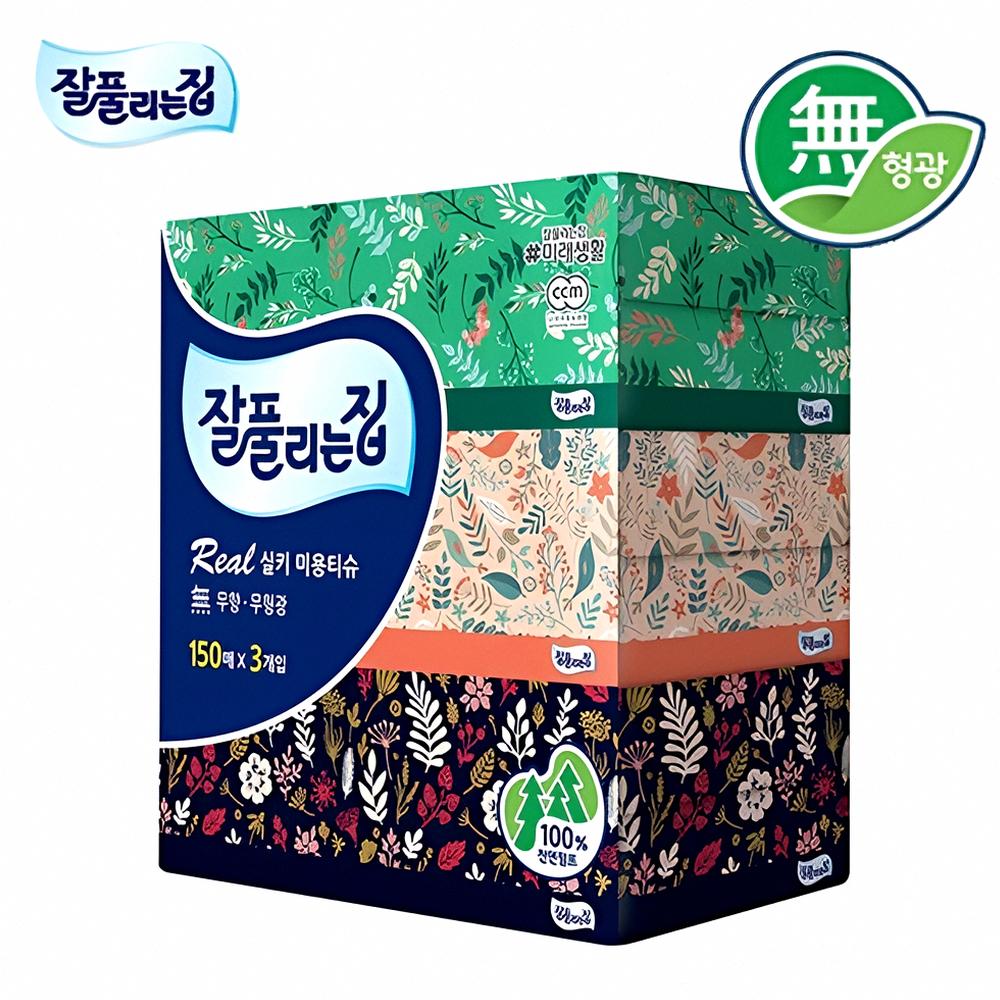 잘풀리는집
無
형광
#미래생활
ccm
잘풀리는집
Real 실키 미용티슈
無 무향·무형광
150매 X 3개입
100%
천연펄프